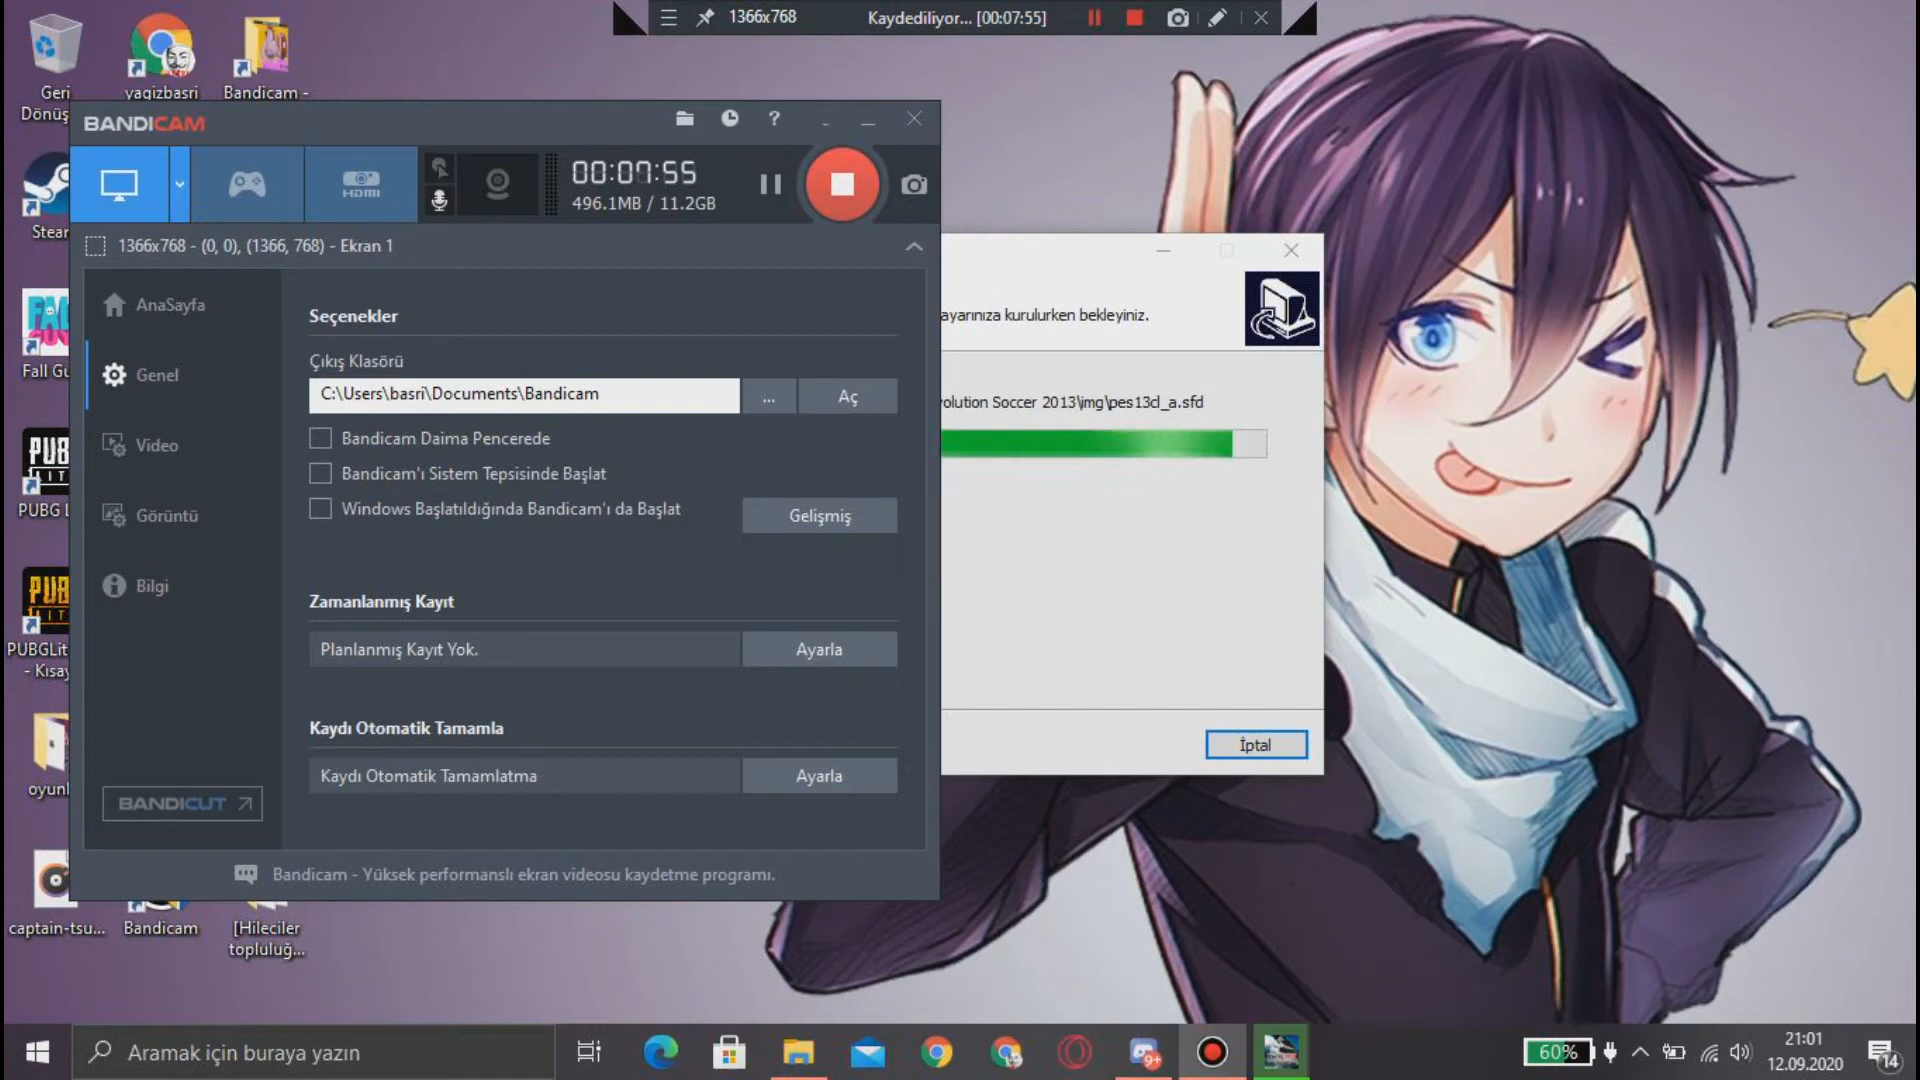 1366x768
Kaydediliyor... [00:07:55]
Geri
Dönüş
yagizbasri
Bandicam -
BANDICAM
?
HDMI
00:07:55
496.1MB / 11.2GB
1366x768 - (0, 0), (1366, 768) - Ekran 1
AnaSayfa
Genel
Video
Görüntü
Bilgi
BANDICUT
Seçenekler
Çıkış Klasörü
C:\Users\basri\Documents\Bandicam
...
Aç
Bandicam Daima Pencerede
Bandicam'ı Sistem Tepsisinde Başlat
Windows Başlatıldığında Bandicam'ı da Başlat
Gelişmiş
Zamanlanmış Kayıt
Planlanmış Kayıt Yok.
Ayarla
Kaydı Otomatik Tamamla
Kaydı Otomatik Tamamlatma
Ayarla
Bandicam - Yüksek performanslı ekran videosu kaydetme programı.
ayarınıza kurulurken bekleyiniz.
volution Soccer 2013\img\pes13cl_a.sfd
İptal
Stear
Fall Gu
PUBG L
PUBGLit
- Kısay
oyunl
captain-tsu...
Bandicam
[Hileciler
topluluğ...
Aramak için buraya yazın
9+
60%
21:01
12.09.2020
14